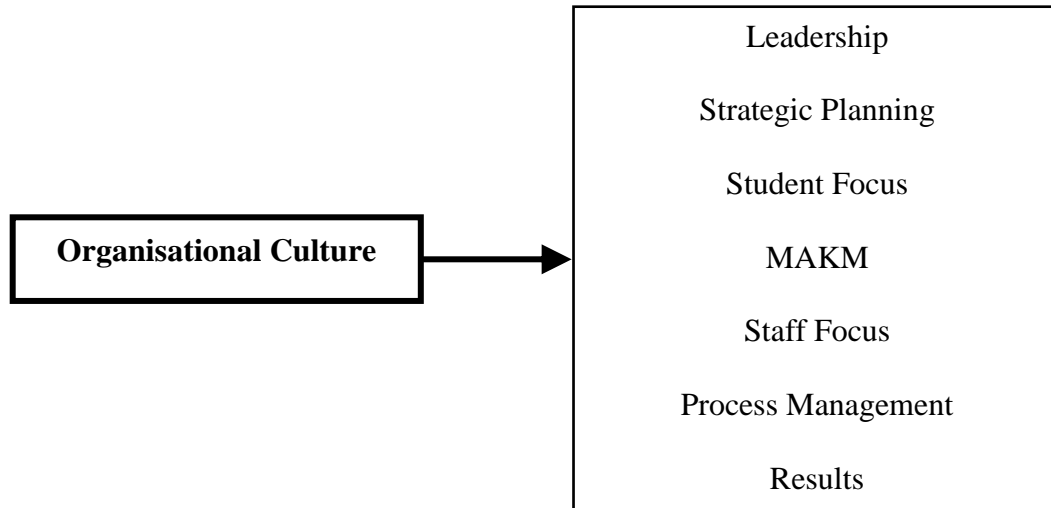 Leadership
Strategic Planning
Student Focus
Organisational Culture
MAKM
Staff Focus
Process Management
Results